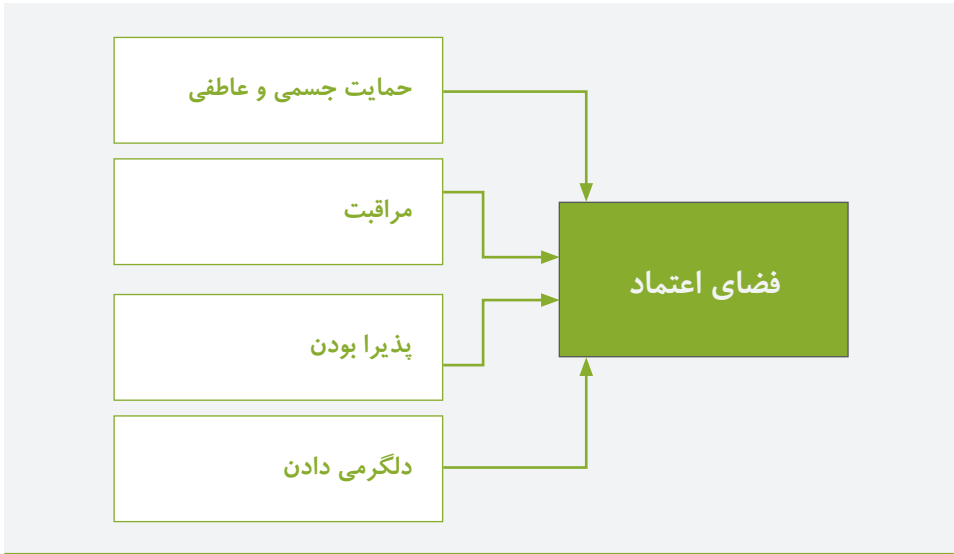 حمایت جسمی و عاطفی
مراقبت
فضای اعتماد
پذیرا بودن
دلگرمی دادن